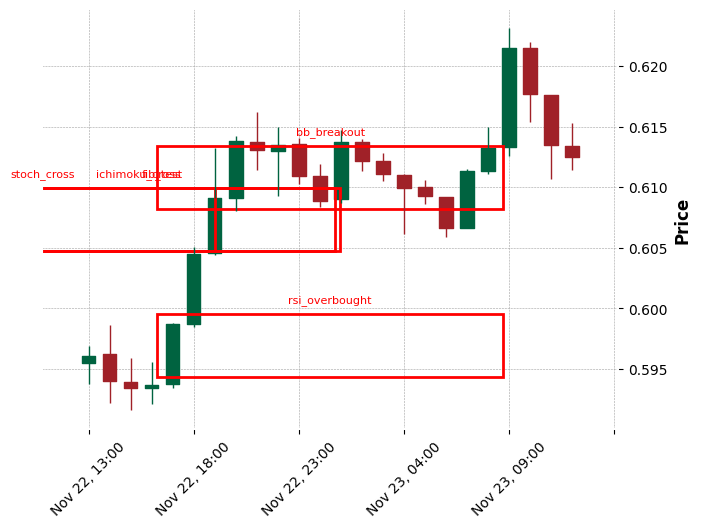 bb_breakout
stoch_cross
ichimoku_cross
fib_test
rsi_overbought
0.620
0.615
0.610
0.605
0.600
0.595
Price
Nov 22, 13:00
Nov 22, 18:00
Nov 22, 23:00
Nov 23, 04:00
Nov 23, 09:00